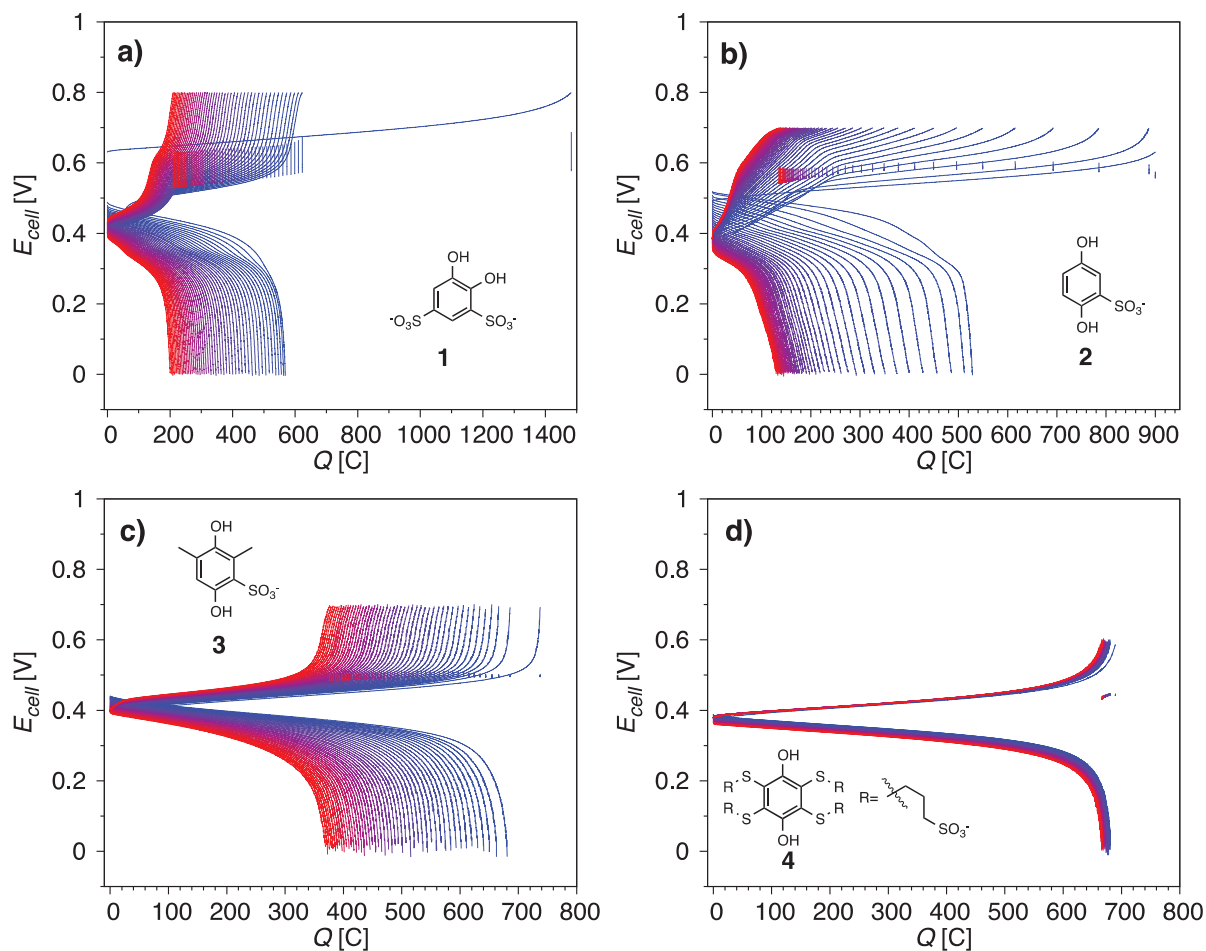 a)
1
0.8
0.6
0.4
0.2
0
E_cell [V]
0 200 400 600 800 1000 1200 1400
Q [C]
OH
OH
-O3S
SO3-
1
b)
1
0.8
0.6
0.4
0.2
0
E_cell [V]
0 100 200 300 400 500 600 700 800 900
Q [C]
OH
SO3-
OH
2
c)
1
0.8
0.6
0.4
0.2
0
E_cell [V]
0 100 200 300 400 500 600 700 800
Q [C]
OH
SO3-
OH
3
d)
1
0.8
0.6
0.4
0.2
0
E_cell [V]
0 100 200 300 400 500 600 700 800
Q [C]
OH
R S S R
R S S R
OH
4
R=
SO3-